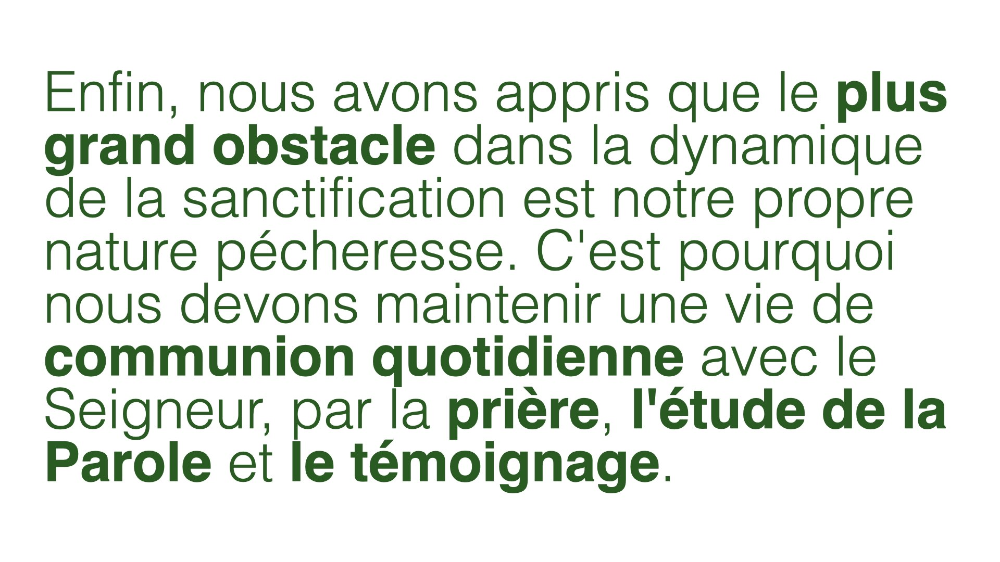 Enfin, nous avons appris que le plus
grand obstacle dans la dynamique
de la sanctification est notre propre
nature pécheresse. C'est pourquoi
nous devons maintenir une vie de
communion quotidienne avec le
Seigneur, par la prière, l'étude de la
Parole et le témoignage.